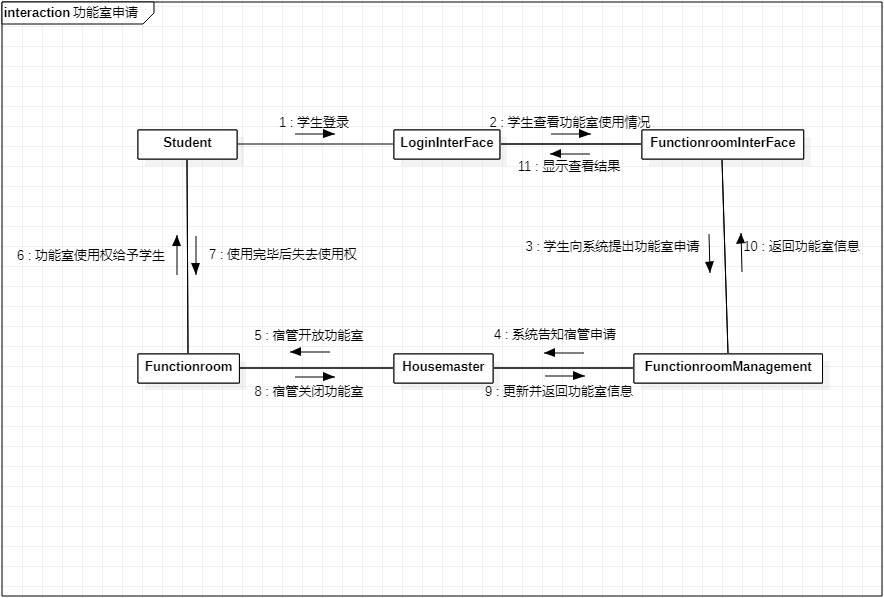 interaction 功能室申请
1 : 学生登录
2 : 学生查看功能室使用情况
Student
LoginInterFace
FunctionroomInterFace
11 : 显示查看结果
6 : 功能室使用权给予学生
7 : 使用完毕后失去使用权
3 : 学生向系统提出功能室申请
10 : 返回功能室信息
5 : 宿管开放功能室
4 : 系统告知宿管申请
Functionroom
Housemaster
FunctionroomManagement
8 : 宿管关闭功能室
9 : 更新并返回功能室信息